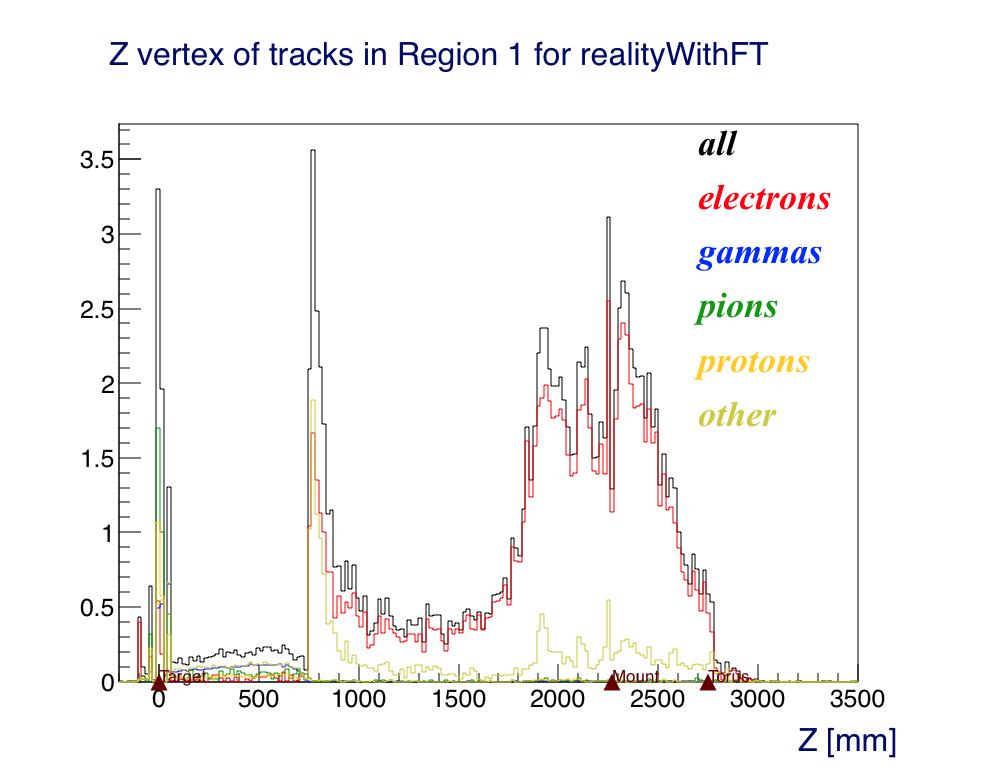 Z vertex of tracks in Region 1 for realityWithFT
all
electrons
gammas
pions
protons
other
3.5
3
2.5
2
1.5
1
0.5
0
Target Mount Torus
0 500 1000 1500 2000 2500 3000 3500
Z [mm]